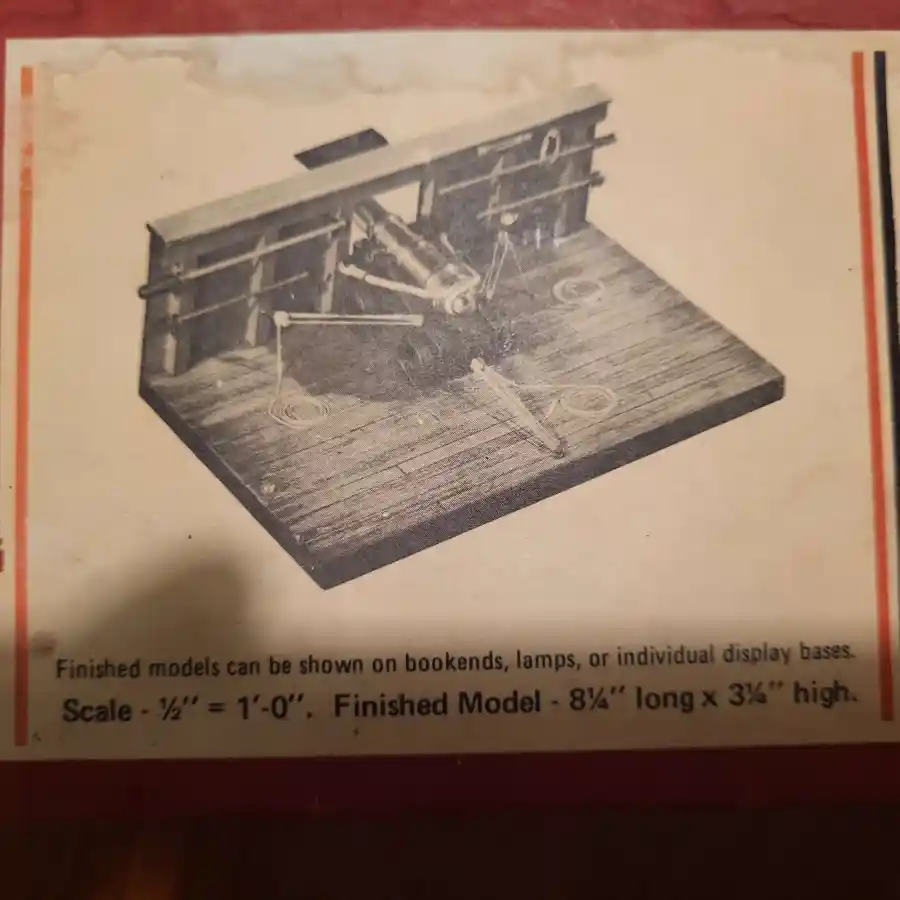 Finished models can be shown on bookends, lamps, or individual display bases.
Scale - ½" = 1'-0". Finished Model - 8¼" long x 3¼" high.